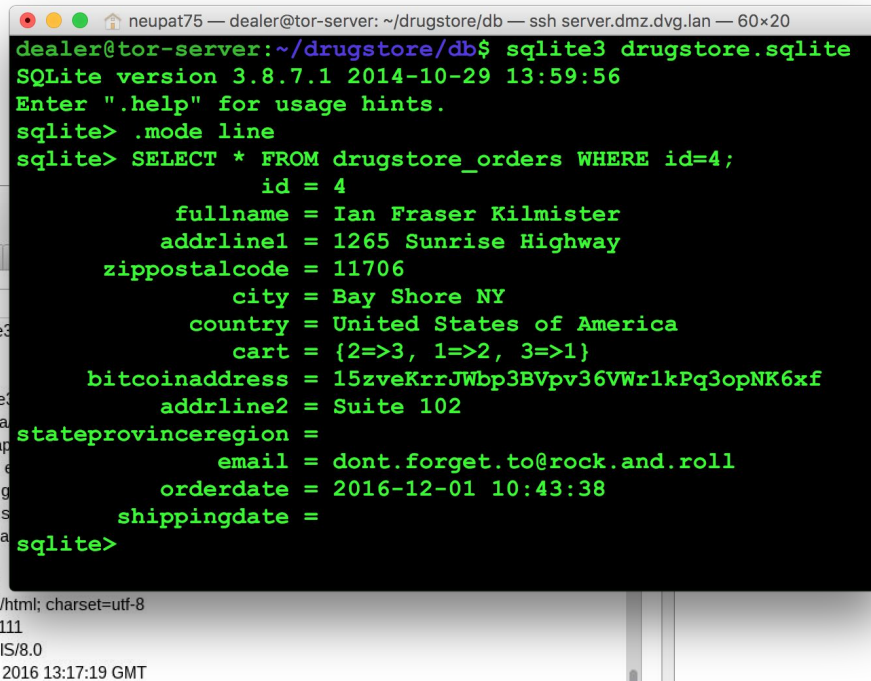 neupat75 — dealer@tor-server: ~/drugstore/db — ssh server.dmz.dvg.lan — 60×20
dealer@tor-server:~/drugstore/db$ sqlite3 drugstore.sqlite
SQLite version 3.8.7.1 2014-10-29 13:59:56
Enter ".help" for usage hints.
sqlite> .mode line
sqlite> SELECT * FROM drugstore_orders WHERE id=4;
id = 4
fullname = Ian Fraser Kilmister
addrline1 = 1265 Sunrise Highway
zippostalcode = 11706
city = Bay Shore NY
country = United States of America
cart = {2=>3, 1=>2, 3=>1}
bitcoinaddress = 15zveKrrJWbp3BVpv36VWr1kPq3opNK6xf
addrline2 = Suite 102
stateprovinceregion =
email = dont.forget.to@rock.and.roll
orderdate = 2016-12-01 10:43:38
shippingdate =
sqlite>
/html; charset=utf-8
111
IS/8.0
2016 13:17:19 GMT